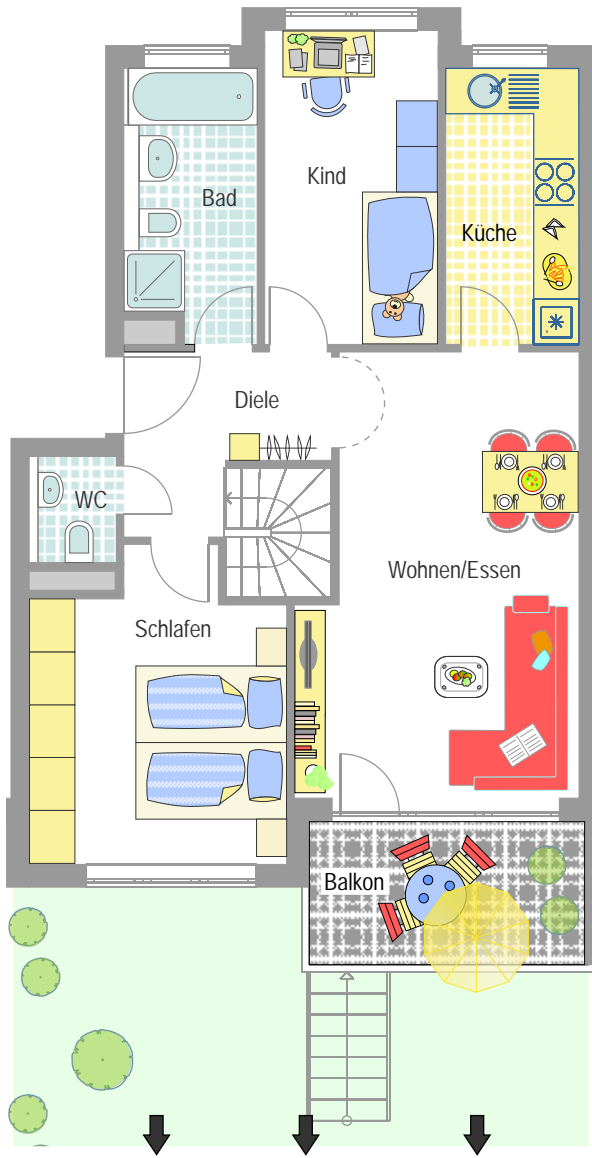 Bad
Kind
Küche
Diele
WC
Wohnen/Essen
Schlafen
Balkon